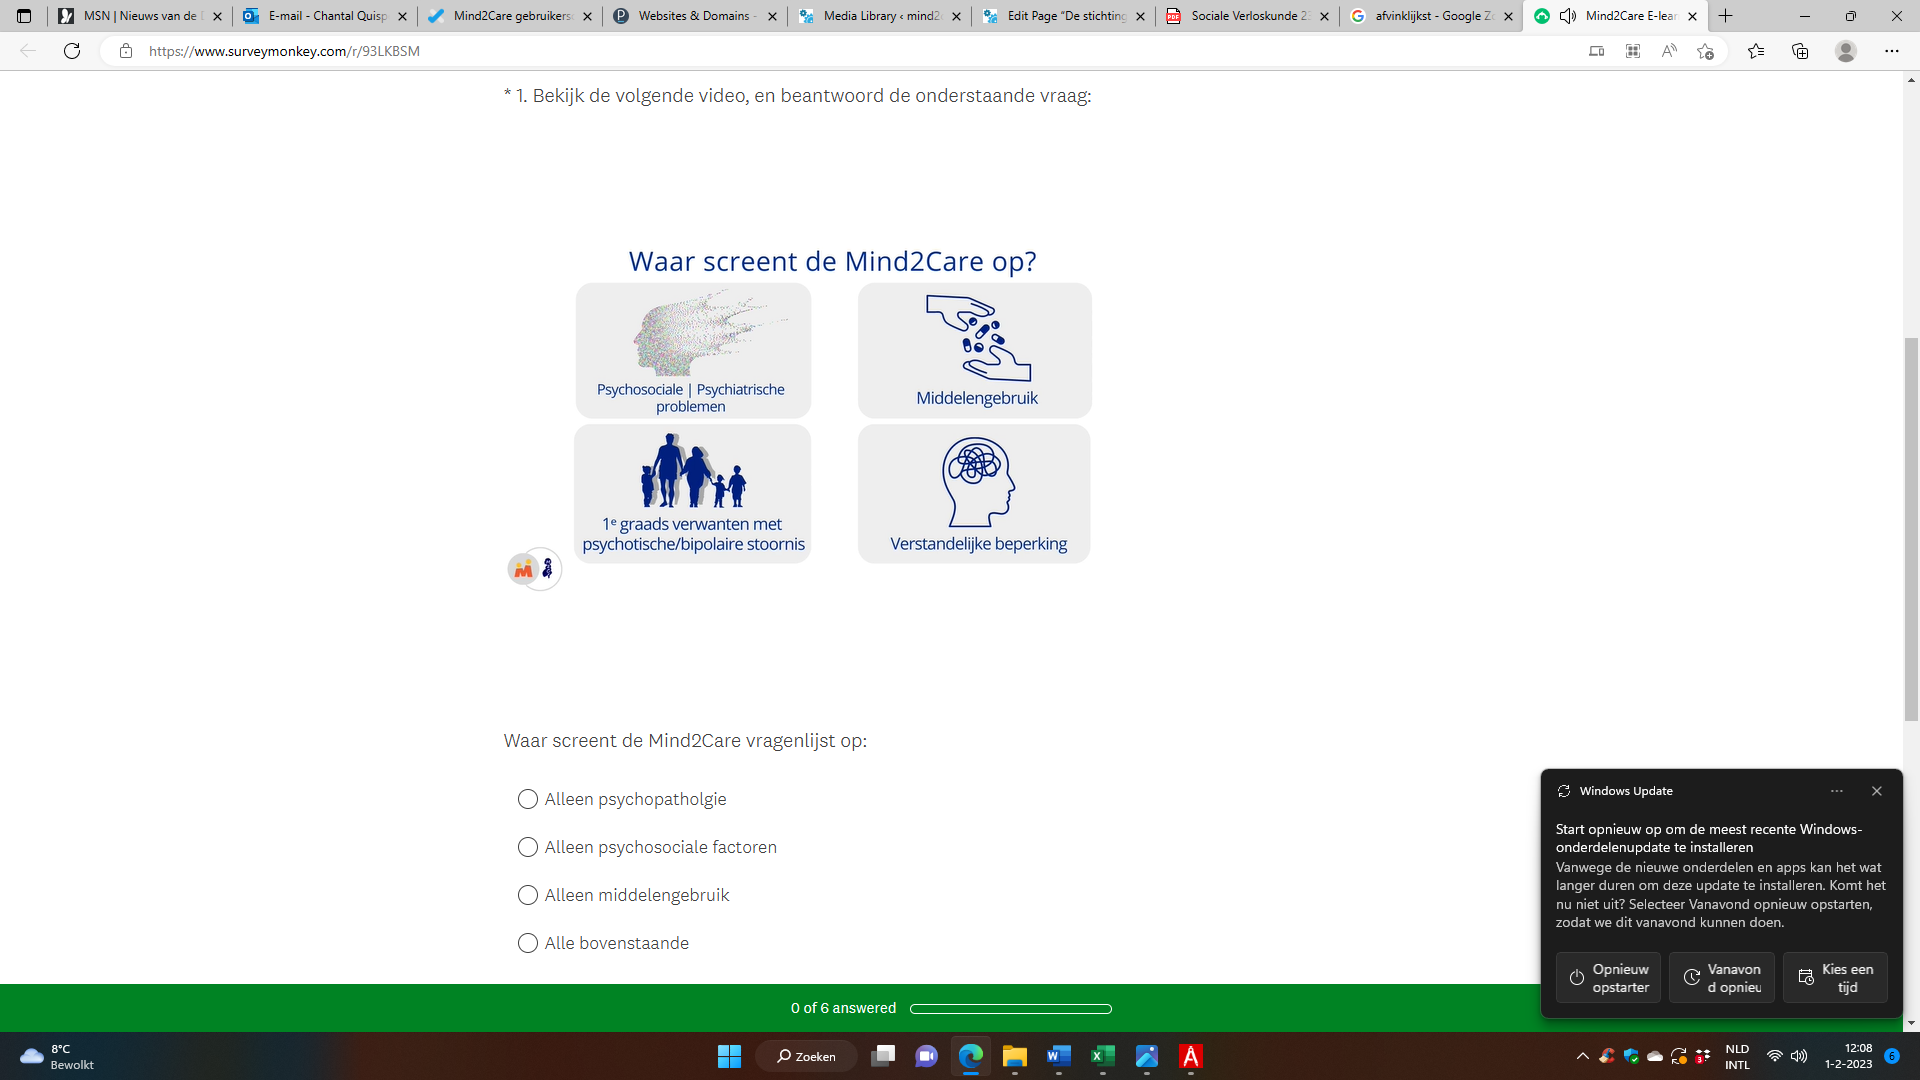 MSN | Nieuws van de
E-mail - Chantal Quisp
Mind2Care gebruikers
Websites & Domains -
Media Library ‹ mind2
Edit Page "De stichting
Sociale Verloskunde 2
afvinklijkst - Google Z
Mind2Care E-lear
https://www.surveymonkey.com/r/93LKBSM
* 1. Bekijk de volgende video, en beantwoord de onderstaande vraag:
Waar screent de Mind2Care op?
Psychosociale | Psychiatrische
problemen
Middelengebruik
1e graads verwanten met
psychotische/bipolaire stoornis
Verstandelijke beperking
Waar screent de Mind2Care vragenlijst op:
Alleen psychopatholgie
Alleen psychosociale factoren
Alleen middelengebruik
Alle bovenstaande
0 of 6 answered
Windows Update
Start opnieuw op om de meest recente Windows-
onderdelenupdate te installeren
Vanwege de nieuwe onderdelen en apps kan het wat
langer duren om deze update te installeren. Komt het
nu niet uit? Selecteer Vanavond opnieuw opstarten,
zodat we dit vanavond kunnen doen.
Opnieuw
opstarter
Vanavon
d opnieu
Kies een
tijd
8°C
Bewolkt
Zoeken
NLD
INTL
12:08
1-2-2023
6